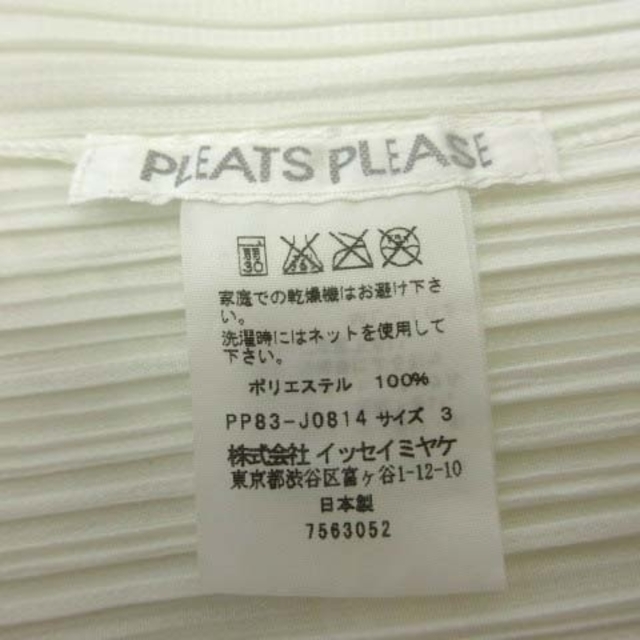 PLEATS PLEASE
弱
30
家庭での乾燥機はお避け下さ
い。
洗濯時にはネットを使用して
下さい。
ポリエステル 100%
PP83-JO814 サイズ 3
株式会社 イッセイミヤケ
東京都渋谷区富ヶ谷1-12-10
日本製
7563052